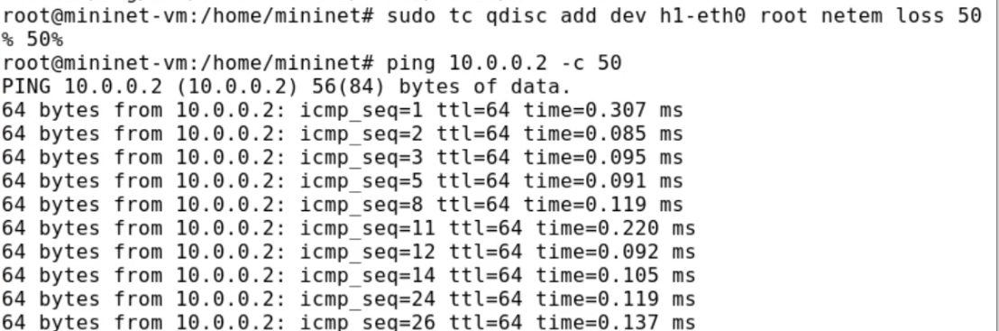 root@mininet-vm:/home/mininet# sudo tc qdisc add dev h1-eth0 root netem loss 50
% 50%
root@mininet-vm:/home/mininet# ping 10.0.0.2 -c 50
PING 10.0.0.2 (10.0.0.2) 56(84) bytes of data.
64 bytes from 10.0.0.2: icmp_seq=1 ttl=64 time=0.307 ms
64 bytes from 10.0.0.2: icmp_seq=2 ttl=64 time=0.085 ms
64 bytes from 10.0.0.2: icmp_seq=3 ttl=64 time=0.095 ms
64 bytes from 10.0.0.2: icmp_seq=5 ttl=64 time=0.091 ms
64 bytes from 10.0.0.2: icmp_seq=8 ttl=64 time=0.119 ms
64 bytes from 10.0.0.2: icmp_seq=11 ttl=64 time=0.220 ms
64 bytes from 10.0.0.2: icmp_seq=12 ttl=64 time=0.092 ms
64 bytes from 10.0.0.2: icmp_seq=14 ttl=64 time=0.105 ms
64 bytes from 10.0.0.2: icmp_seq=24 ttl=64 time=0.119 ms
64 bytes from 10.0.0.2: icmp_seq=26 ttl=64 time=0.137 ms